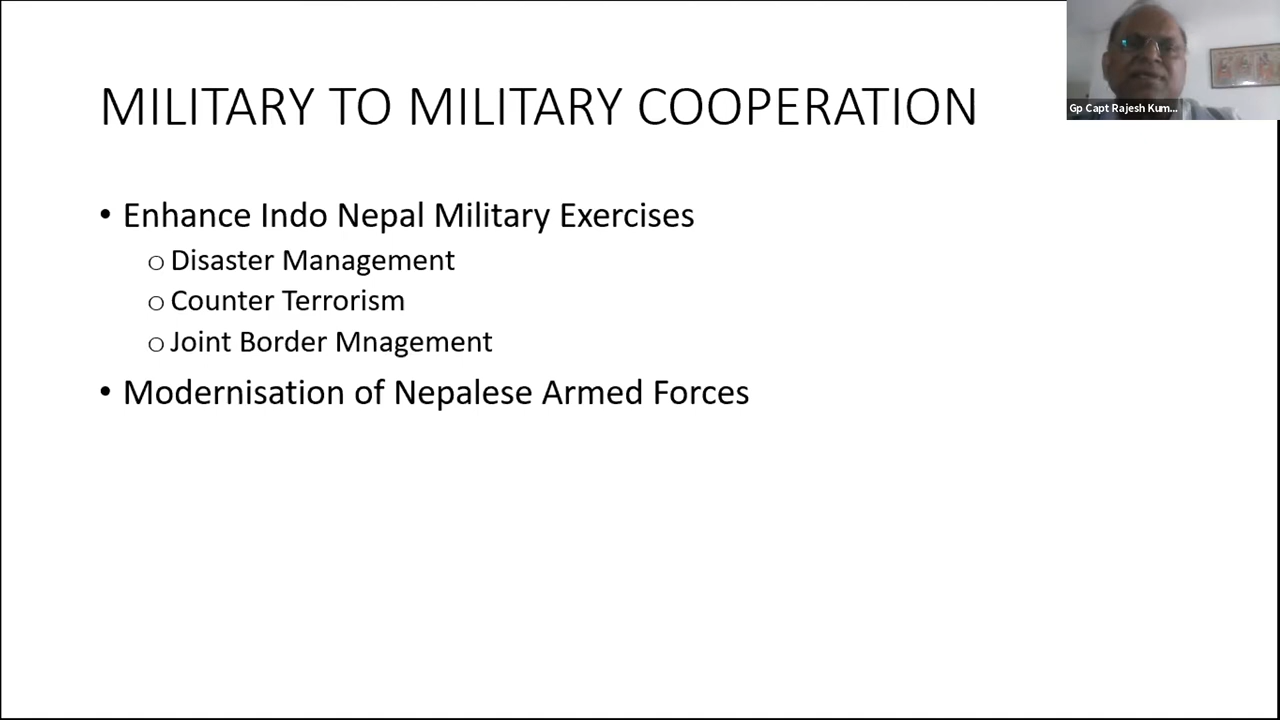 MILITARY TO MILITARY COOPERATION
Gp Capt Rajesh Kum...
• Enhance Indo Nepal Military Exercises
○ Disaster Management
○ Counter Terrorism
○ Joint Border Mnagement
• Modernisation of Nepalese Armed Forces